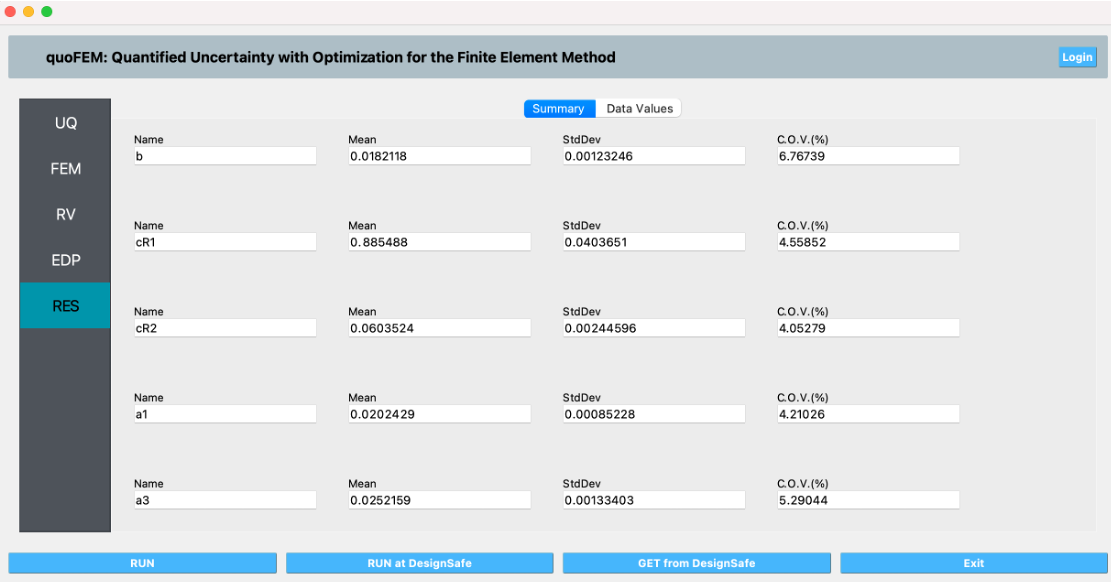 quoFEM: Quantified Uncertainty with Optimization for the Finite Element Method
Login
UQ
FEM
RV
EDP
RES
Summary Data Values
Name Mean StdDev C.O.V.(%)
b 0.0182118 0.00123246 6.76739
Name Mean StdDev C.O.V.(%)
cR1 0.885488 0.0403651 4.55852
Name Mean StdDev C.O.V.(%)
cR2 0.0603524 0.00244596 4.05279
Name Mean StdDev C.O.V.(%)
a1 0.0202429 0.00085228 4.21026
Name Mean StdDev C.O.V.(%)
a3 0.0252159 0.00133403 5.29044
RUN RUN at DesignSafe GET from DesignSafe Exit